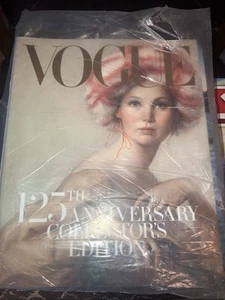 VOGUE
125TH
ANNIVERSARY
COLLECTOR'S
EDITION